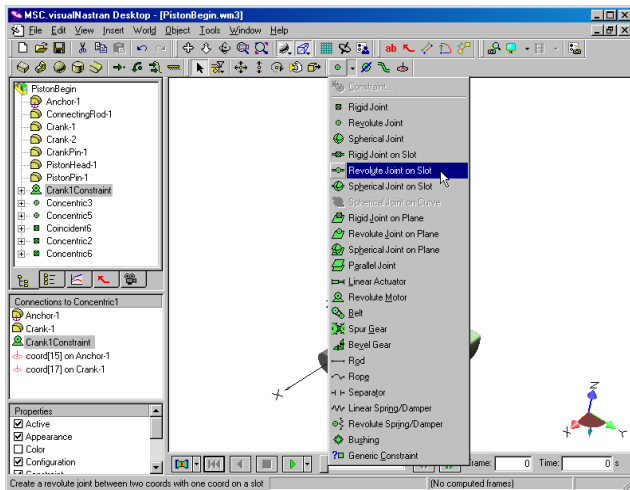 MSC.visualNastran Desktop - [PistonBegin.wm3]
File Edit View Insert World Object Tools Window Help
PistonBegin
Anchor-1
ConnectingRod-1
Crank-1
Crank-2
CrankPin-1
PistonHead-1
PistonPin-1
Crank1Constraint
Concentric3
Concentric5
Coincident6
Concentric2
Concentric6
Connections to Concentric1
Anchor-1
Crank-1
Crank1Constraint
coord[15] on Anchor-1
coord[17] on Crank-1
Properties
Active
Appearance
Color
Configuration
Constraint...
Rigid Joint
Revolute Joint
Spherical Joint
Rigid Joint on Slot
Revolute Joint on Slot
Spherical Joint on Slot
Spherical Joint on Curve
Rigid Joint on Plane
Revolute Joint on Plane
Spherical Joint on Plane
Parallel Joint
Linear Actuator
Revolute Motor
Belt
Spur Gear
Bevel Gear
Rod
Rope
Separator
Linear Spring/Damper
Revolute Spring/Damper
Bushing
Generic Constraint
X
Z
X
Y
Frame: 0 Time: 0 s
Create a revolute joint between two coords with one coord on a slot
(No computed frames)